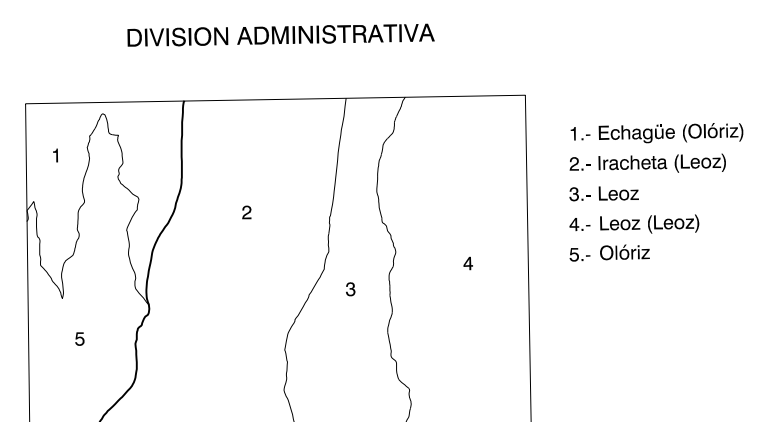 DIVISION ADMINISTRATIVA
1
2
3
4
5
1.- Echagüe (Olóriz)
2.- Iracheta (Leoz)
3.- Leoz
4.- Leoz (Leoz)
5.- Olóriz